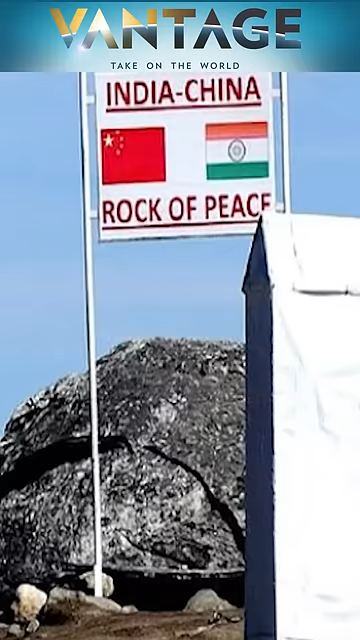 VANTAGE
TAKE ON THE WORLD
INDIA-CHINA
ROCK OF PEACE